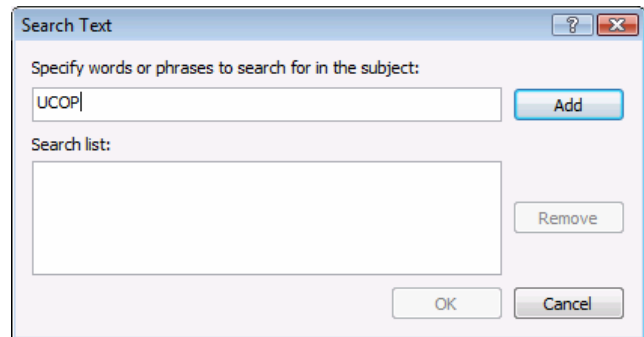 Search Text
?
Specify words or phrases to search for in the subject:
UCOP
Add
Search list:
Remove
OK
Cancel